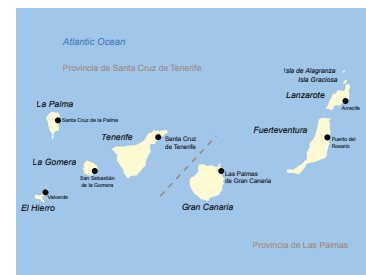 Atlantic Ocean
Provincia de Santa Cruz de Tenerife
Isla de Alagranza
Isla Graciosa
Lanzarote
Arrecife
La Palma
Santa Cruz de la Palma
Tenerife
Santa Cruz
de Tenerife
Fuerteventura
Puerto del
Rosario
La Gomera
San Sebastián
de la Gomera
Las Palmas
de Gran Canaria
Valverde
El Hierro
Gran Canaria
Provincia de Las Palmas